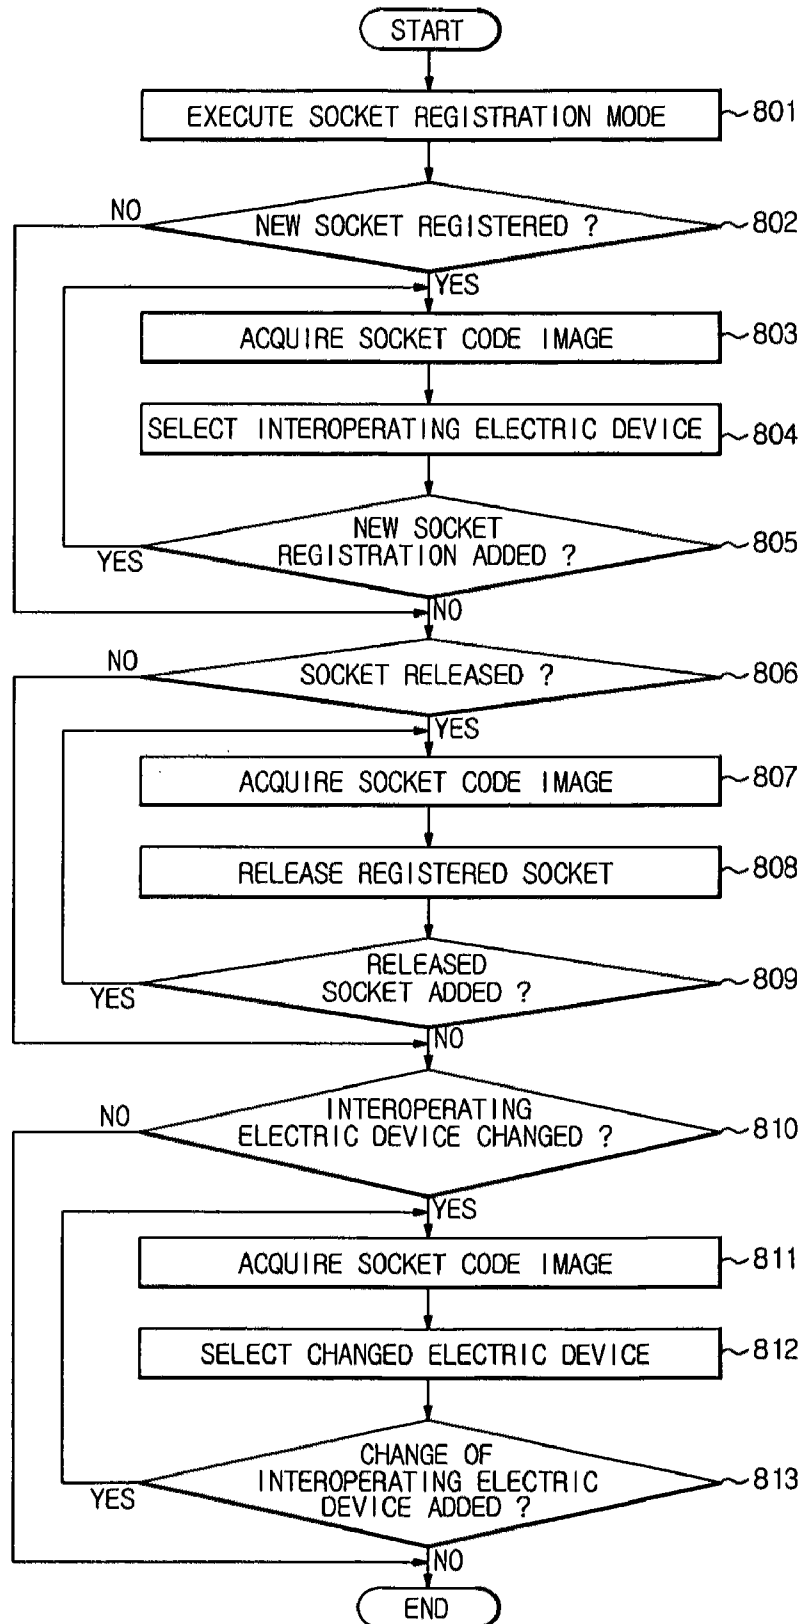 START
EXECUTE SOCKET REGISTRATION MODE
801
NO
NEW SOCKET REGISTERED ?
802
YES
ACQUIRE SOCKET CODE IMAGE
803
SELECT INTEROPERATING ELECTRIC DEVICE
804
NEW SOCKET
REGISTRATION ADDED ?
805
YES
NO
NO
SOCKET RELEASED ?
806
YES
ACQUIRE SOCKET CODE IMAGE
807
RELEASE REGISTERED SOCKET
808
RELEASED
SOCKET ADDED ?
809
YES
NO
NO
INTEROPERATING
ELECTRIC DEVICE CHANGED ?
810
YES
ACQUIRE SOCKET CODE IMAGE
811
SELECT CHANGED ELECTRIC DEVICE
812
CHANGE OF
INTEROPERATING ELECTRIC
DEVICE ADDED ?
813
YES
NO
END